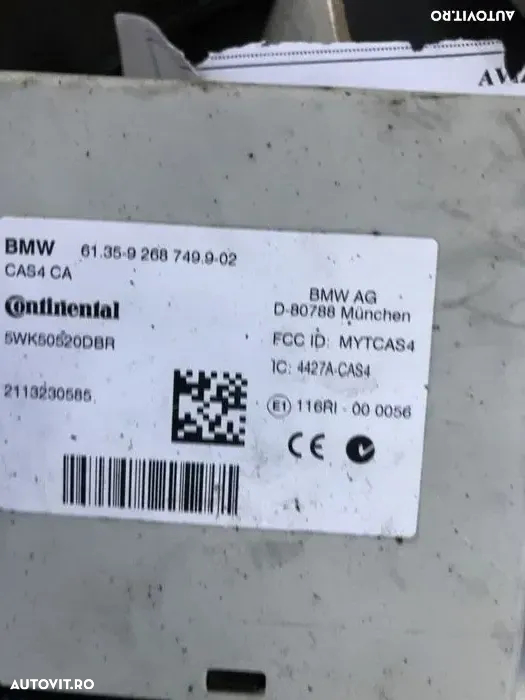 AUTOVIT.RO
AV
BMW 61.35-9 268 749.9-02
CAS4 CA
Continental
5WK50520DBR
2113230585
BMW AG
D-80788 München
FCC ID: MYTCAS4
IC: 4427A-CAS4
E1 116RI - 00 0056
CE
AUTOVIT.RO